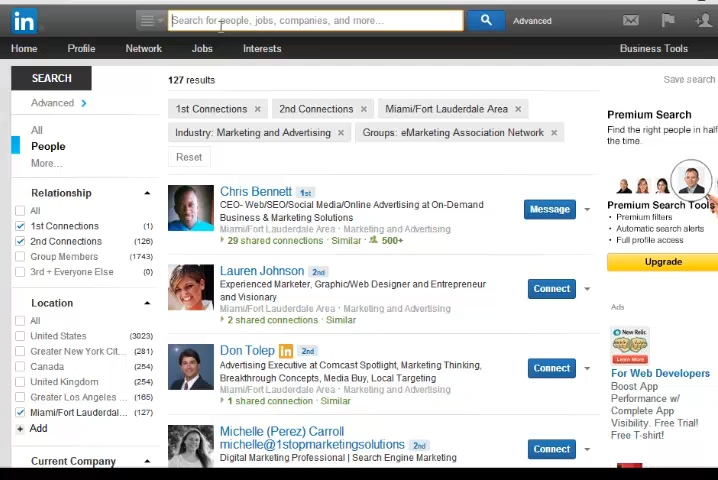 in
Search for people, jobs, companies, and more...
Advanced
Home Profile Network Jobs Interests Business Tools
SEARCH
Advanced
All
People
More...
Relationship
All
1st Connections (1)
2nd Connections (126)
Group Members (1743)
3rd + Everyone Else (0)
Location
All
United States (3023)
Greater New York Cit... (281)
Canada (254)
United Kingdom (254)
Greater Los Angeles ... (165)
Miami/Fort Lauderdal... (127)
+ Add
Current Company
127 results
Save search
1st Connections × 2nd Connections × Miami/Fort Lauderdale Area ×
Industry: Marketing and Advertising × Groups: eMarketing Association Network ×
Reset
Chris Bennett 1st
CEO- Web/SEO/Social Media/Online Advertising at On-Demand
Business & Marketing Solutions
Miami/Fort Lauderdale Area · Marketing and Advertising
29 shared connections · Similar · 500+
Message
Lauren Johnson 2nd
Experienced Marketer, Graphic/Web Designer and Entrepreneur
and Visionary
Miami/Fort Lauderdale Area · Marketing and Advertising
2 shared connections · Similar
Connect
Don Tolep in 2nd
Advertising Executive at Comcast Spotlight, Marketing Thinking,
Breakthrough Concepts, Media Buy, Local Targeting
Miami/Fort Lauderdale Area · Marketing and Advertising
1 shared connection · Similar
Connect
Michelle (Perez) Carroll
michelle@1stopmarketingsolutions 2nd
Digital Marketing Professional | Search Engine Marketing
Connect
Premium Search
Find the right people in half
the time.
Premium Search Tools
Premium filters
Automatic search alerts
Full profile access
Upgrade
Ads
New Relic
Learn More
For Web Developers
Boost App
Performance w/
Complete App
Visibility. Free Trial!
Free T-shirt!